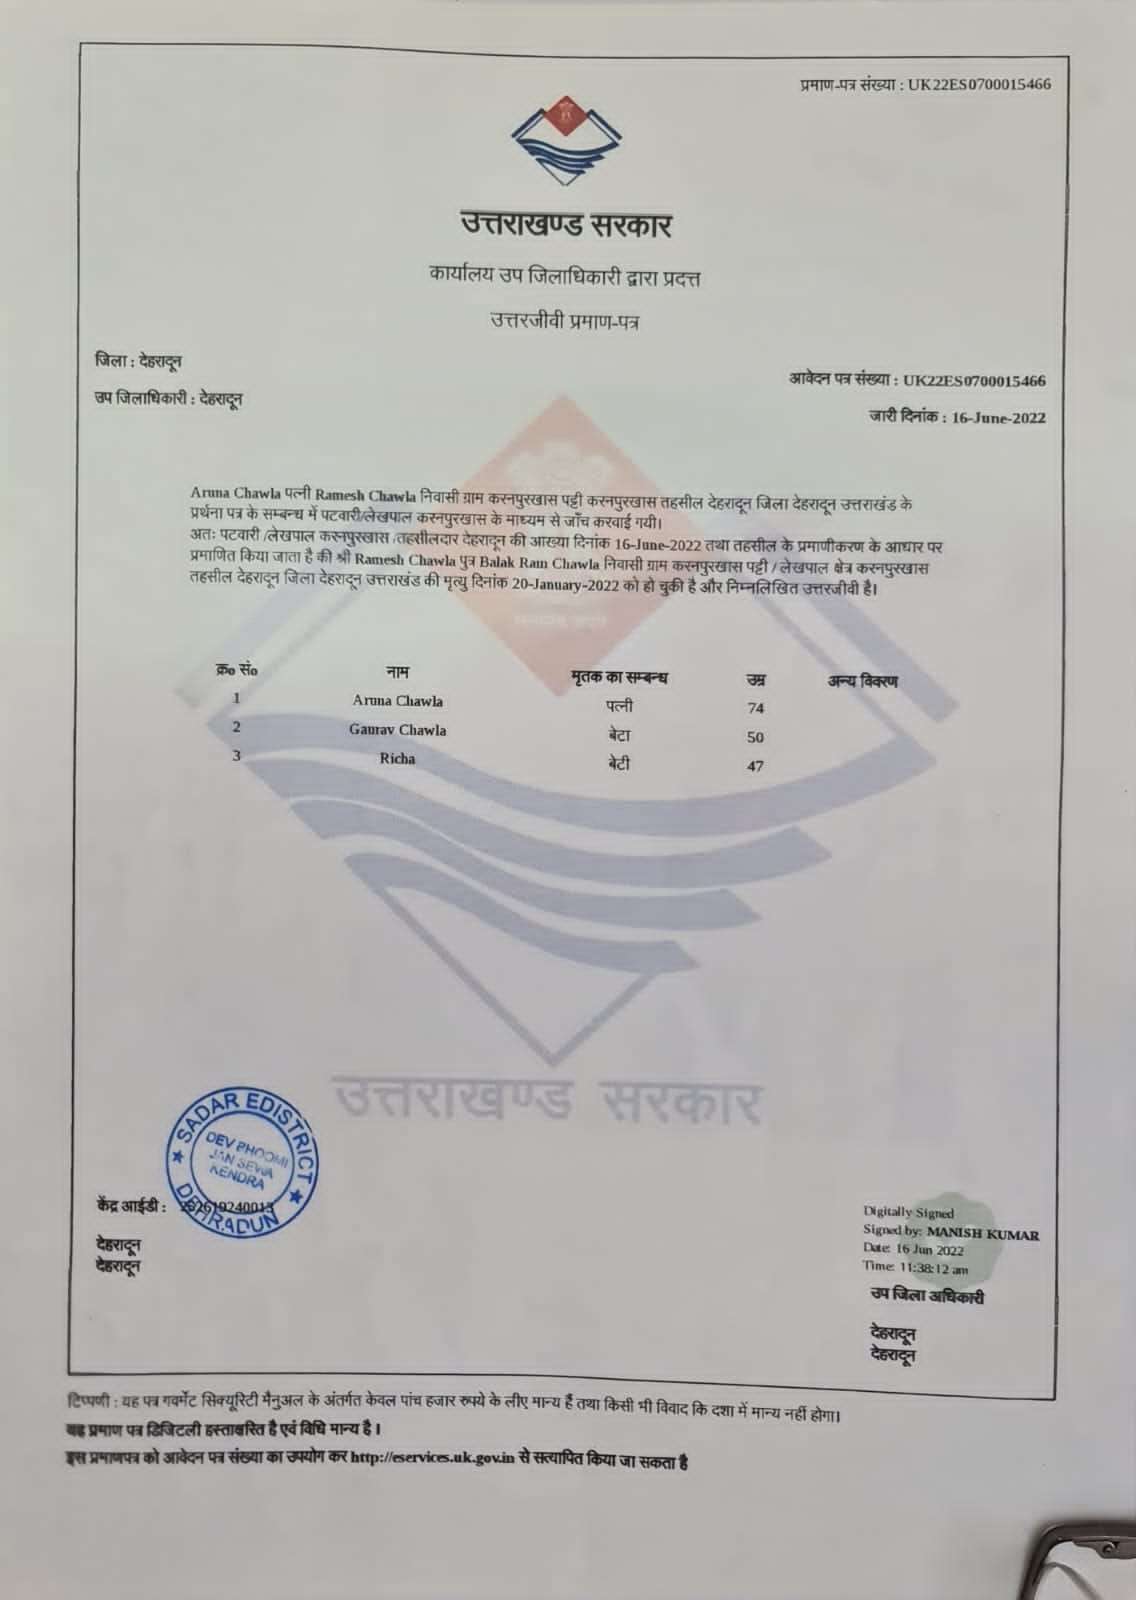 प्रमाण-पत्र संख्या : UK22ES0700015466
उत्तराखण्ड सरकार
कार्यालय उप जिलाधिकारी द्वारा प्रदत्त
उत्तरजीवी प्रमाण-पत्र
जिला : देहरादून
आवेदन पत्र संख्या : UK22ES0700015466
उप जिलाधिकारी : देहरादून
जारी दिनांक : 16-June-2022
Aruna Chawla पत्नी Ramesh Chawla निवासी ग्राम करनपुरखास पट्टी करनपुरखास तहसील देहरादून जिला देहरादून उत्तराखंड के
प्रर्थना पत्र के सम्बन्ध में पटवारी/लेखपाल करनपुरखास के माध्यम से जाँच करवाई गयी।
अतः पटवारी /लेखपाल करनपुरखास /तहसीलदार देहरादून की आख्या दिनांक 16-June-2022 तथा तहसील के प्रमाणीकरण के आधार पर
प्रमाणित किया जाता है की श्री Ramesh Chawla पुत्र Balak Ram Chawla निवासी ग्राम करनपुरखास पट्टी / लेखपाल क्षेत्र करनपुरखास
तहसील देहरादून जिला देहरादून उत्तराखंड की मृत्यु दिनांक 20-January-2022 को हो चुकी है और निम्नलिखित उत्तरजीवी है।
क्र० सं० नाम मृतक का सम्बन्ध उम्र अन्य विवरण
1 Aruna Chawla पत्नी 74
2 Gaurav Chawla बेटा 50
3 Richa बेटी 47
उत्तराखण्ड सरकार
SADAR EDISTRICT
DEV BHOOMI
JAN SEWA
KENDRA
DEHRADUN
केंद्र आईडी :
देहरादून
देहरादून
Digitally Signed
Signed by: MANISH KUMAR
Date: 16 Jun 2022
Time: 11:38:12 am
उप जिला अधिकारी
देहरादून
देहरादून
टिप्पणी : यह पत्र गवर्मेंट सिक्यूरिटी मैनुअल के अंतर्गत केवल पांच हजार रुपये के लीए मान्य हैं तथा किसी भी विवाद कि दशा में मान्य नहीं होगा।
यह प्रमाण पत्र डिजिटली हस्ताक्षरित है एवं विधि मान्य है ।
इस प्रमाणपत्र को आवेदन पत्र संख्या का उपयोग कर http://eservices.uk.gov.in से सत्यापित किया जा सकता है